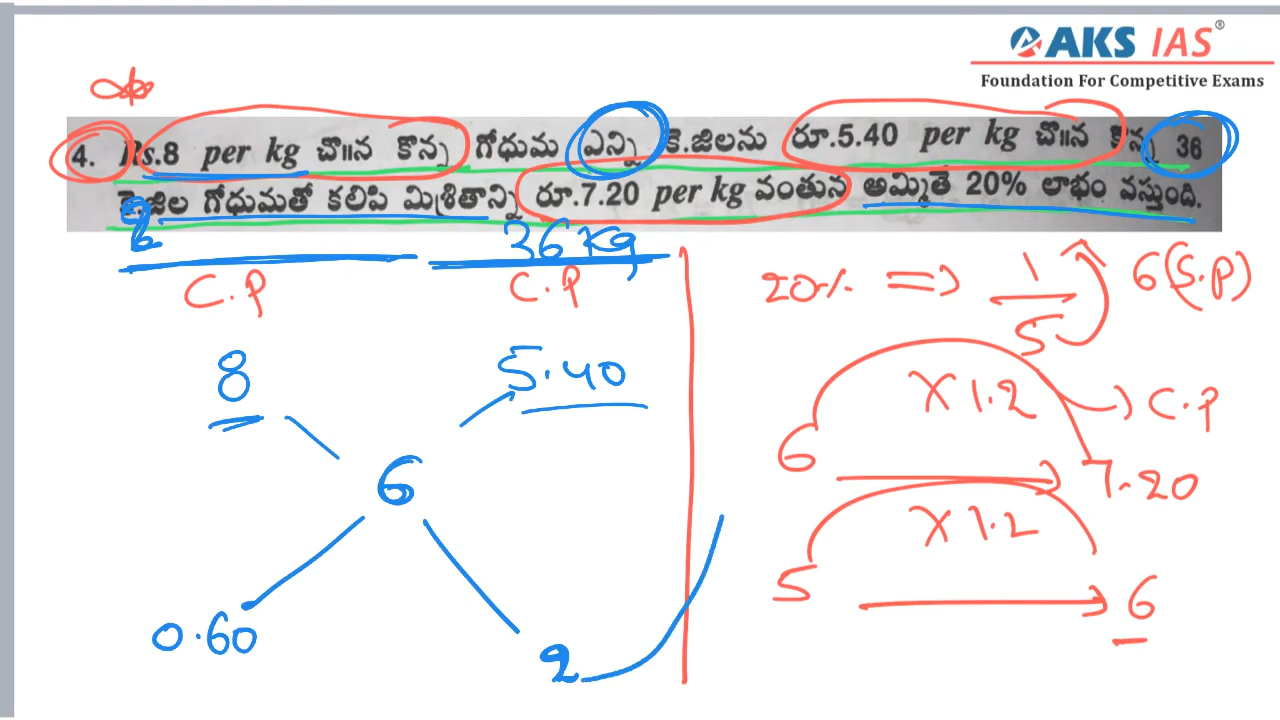 AKS IAS®
Foundation For Competitive Exams
4. Rs.8 per kg చొ॥న కొన్న గోధుమ ఎన్ని కె.జిలను రూ.5.40 per kg చొ॥న కొన్న 36
కె.జిల గోధుమతో కలిపి మిశ్రితాన్ని రూ.7.20 per kg వంతున అమ్మితే 20% లాభం వస్తుంది.
36 Kg
C.P C.P
8 5.40
6
0.60 2
20% ⇒ 1/5 6(S.P)
X 1.2 → C.P
6 → 7.20
X 1.2
5 → 6